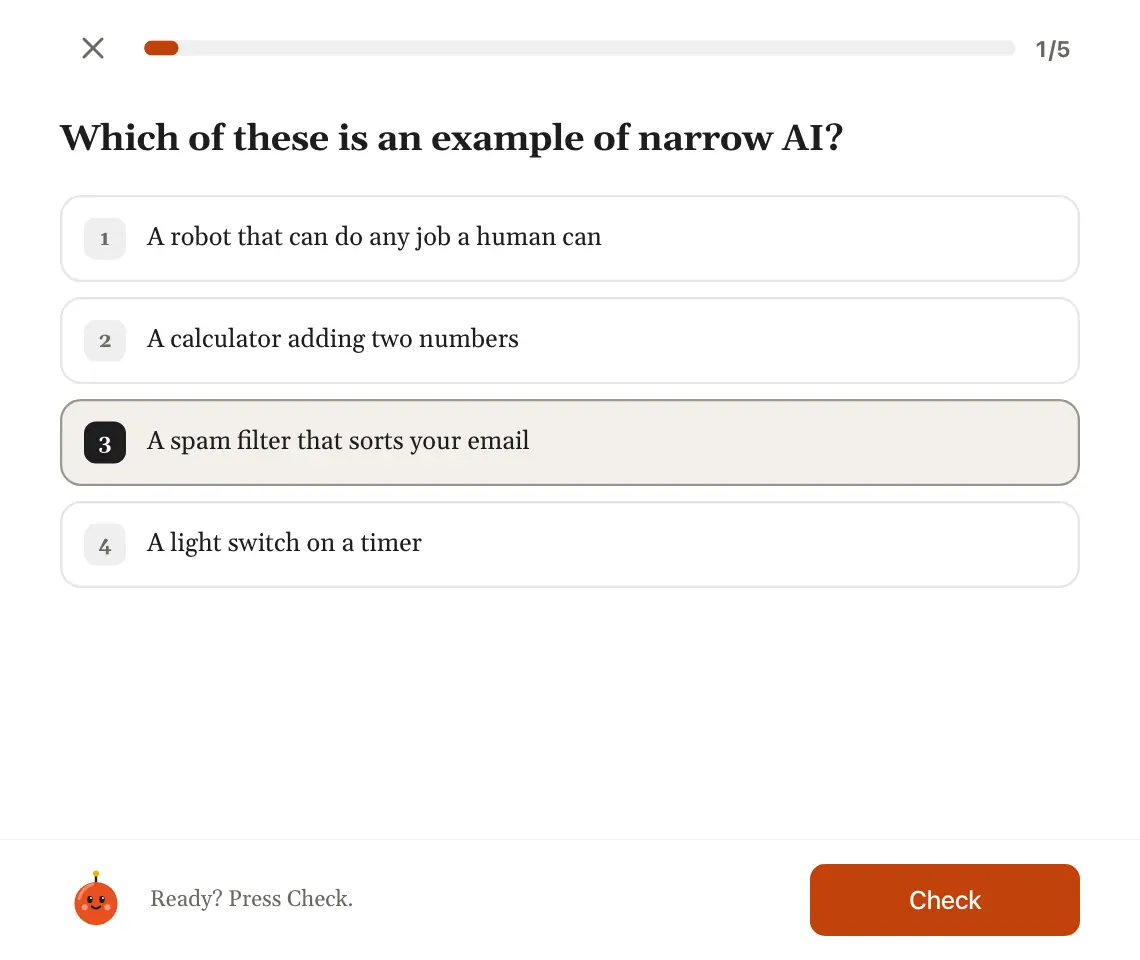 1/5
Which of these is an example of narrow AI?
1 A robot that can do any job a human can
2 A calculator adding two numbers
3 A spam filter that sorts your email
4 A light switch on a timer
Ready? Press Check.
Check